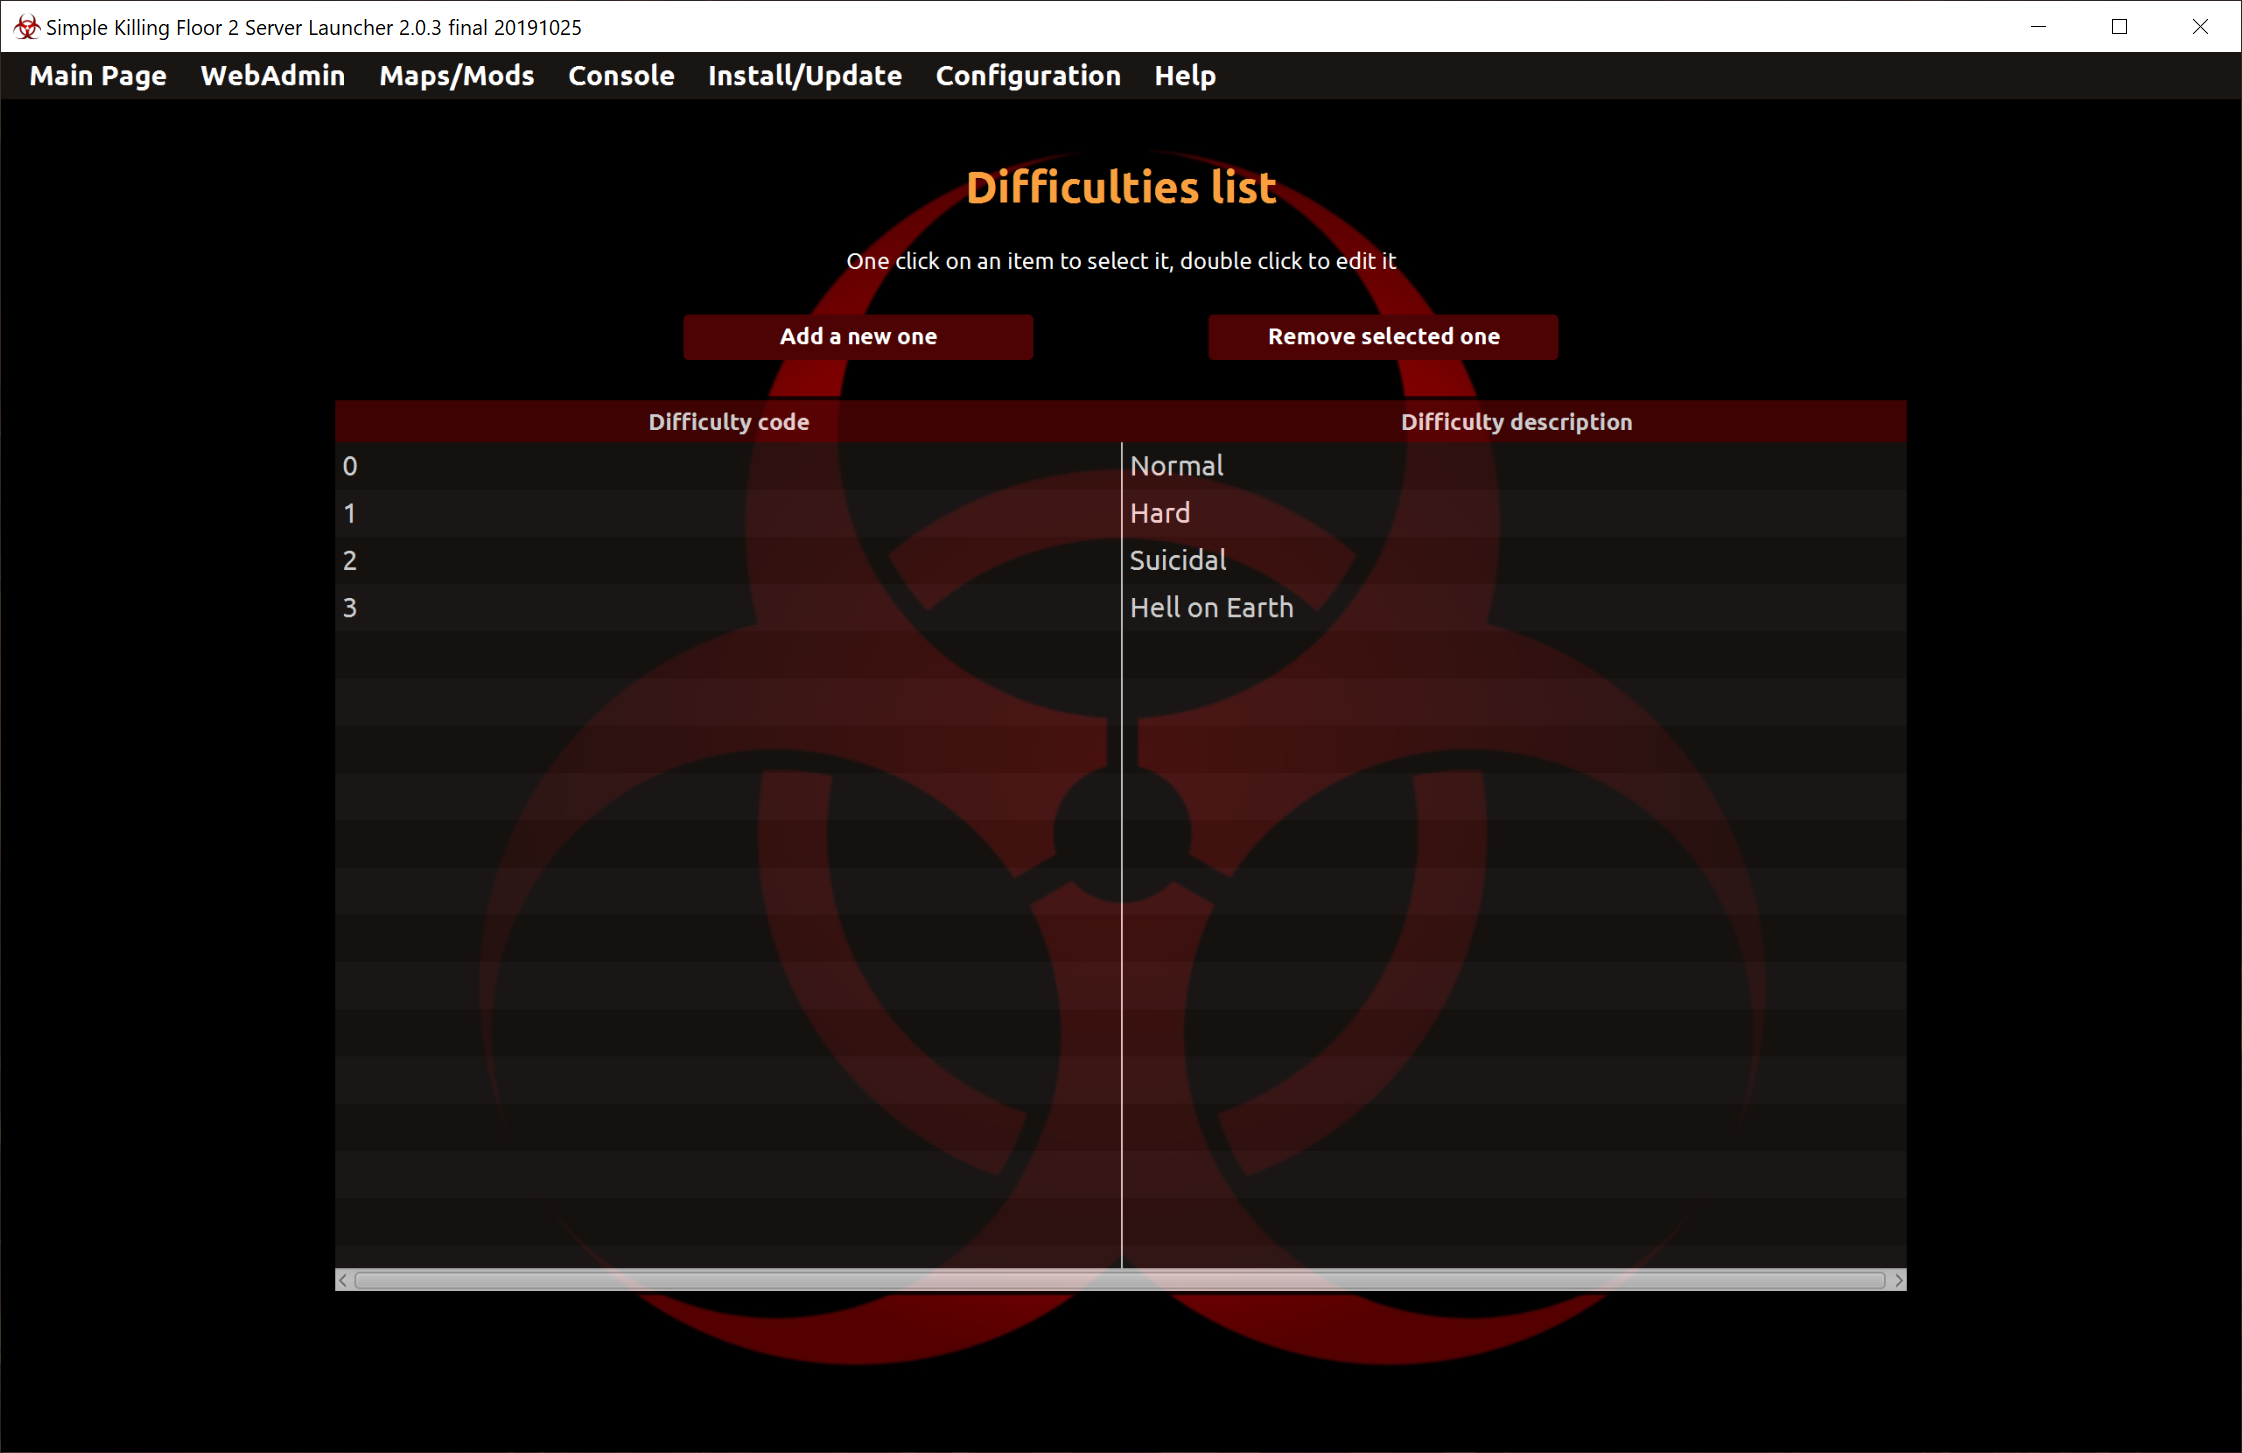 Simple Killing Floor 2 Server Launcher 2.0.3 final 20191025
Main Page WebAdmin Maps/Mods Console Install/Update Configuration Help
Difficulties list
One click on an item to select it, double click to edit it
Add a new one Remove selected one
Difficulty code Difficulty description
0 Normal
1 Hard
2 Suicidal
3 Hell on Earth